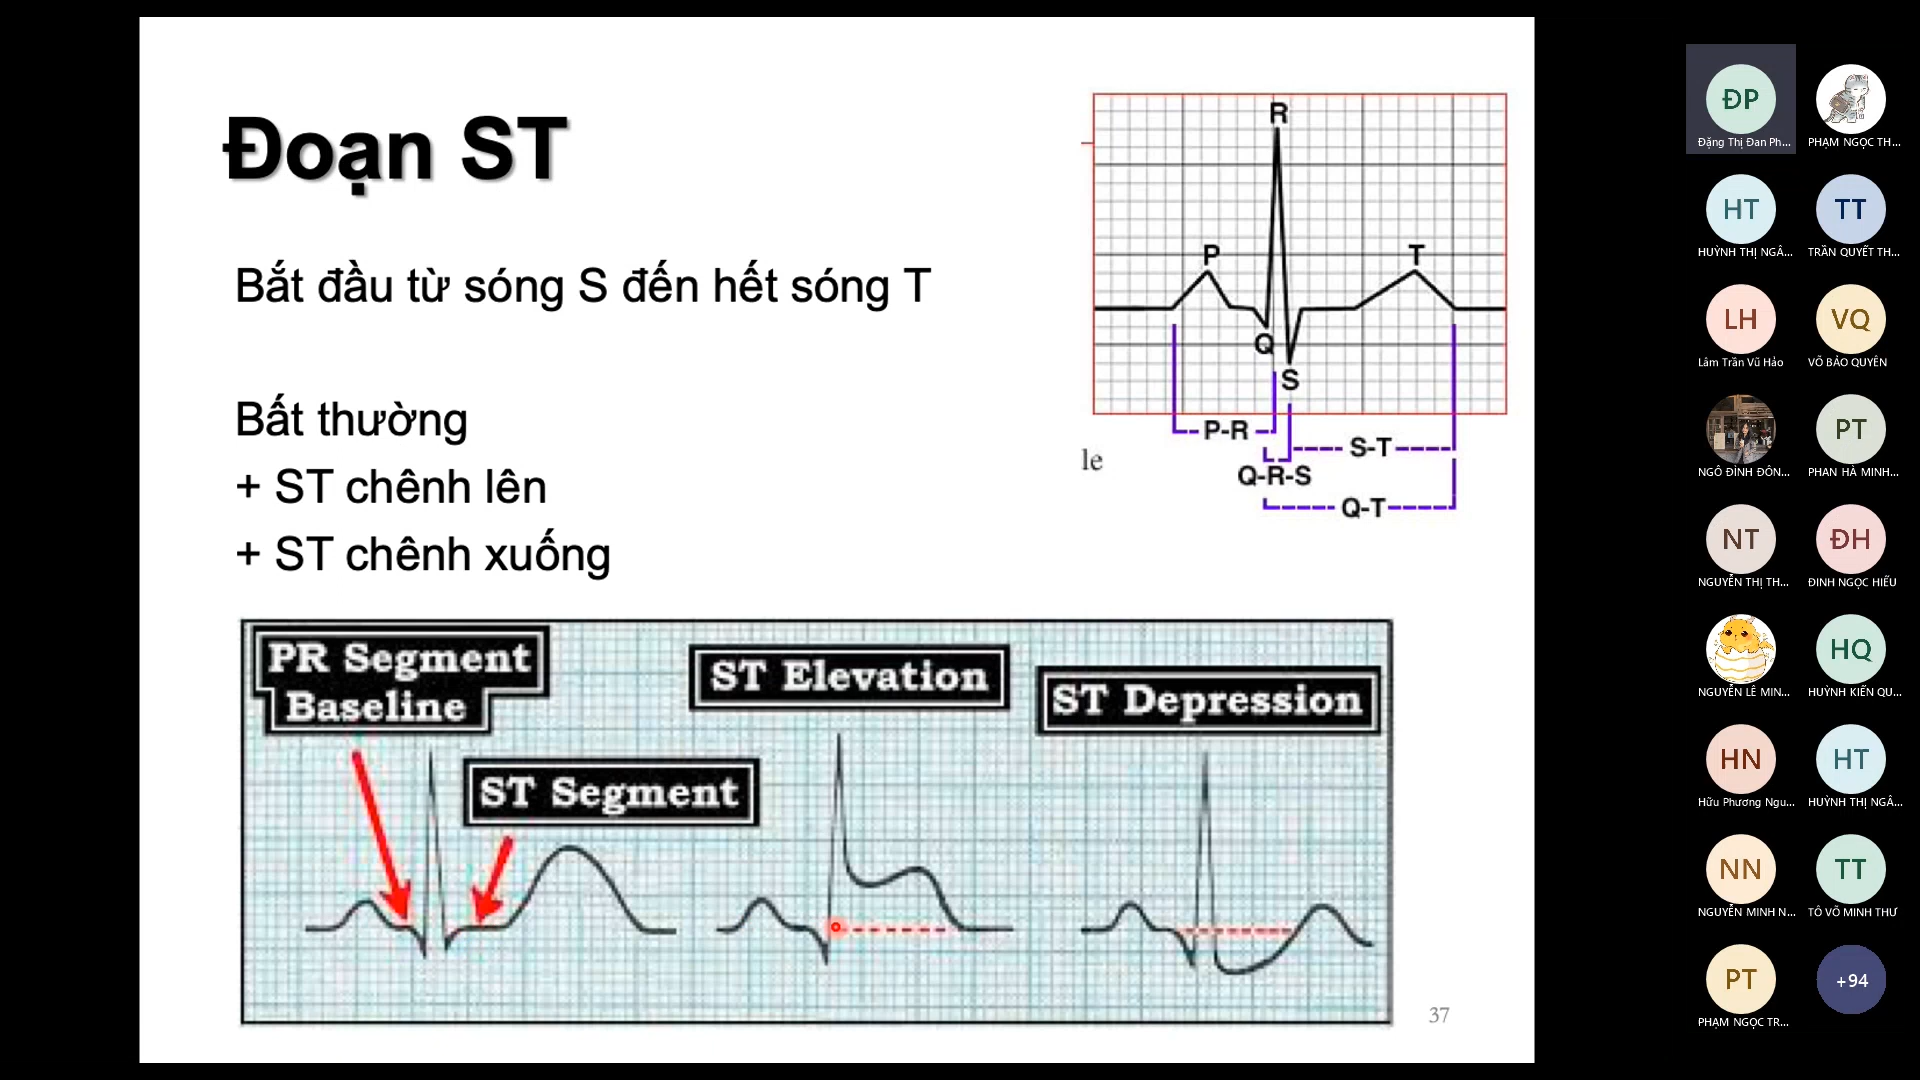 Đoạn ST
Bắt đầu từ sóng S đến hết sóng T
Bất thường
+ ST chênh lên
+ ST chênh xuống
R
P
T
Q
S
P-R
S-T
Q-R-S
Q-T
le
PR Segment
Baseline
ST Segment
ST Elevation
ST Depression
37
ĐP
Đặng Thị Đan Ph...
PHẠM NGỌC TH...
HT
HUỲNH THỊ NGÂ...
TT
TRẦN QUYẾT TH...
LH
Lâm Trần Vũ Hảo
VQ
VÕ BẢO QUYÊN
NGÔ ĐÌNH ĐÔN...
PT
PHAN HÀ MINH...
NT
NGUYỄN THỊ TH...
ĐH
ĐINH NGỌC HIẾU
NGUYỄN LÊ MIN...
HQ
HUỲNH KIẾN QU...
HN
Hữu Phương Ngu...
HT
HUỲNH THỊ NGÂ...
NN
NGUYỄN MINH N...
TT
TÔ VÕ MINH THƯ
PT
PHẠM NGỌC TR...
+94